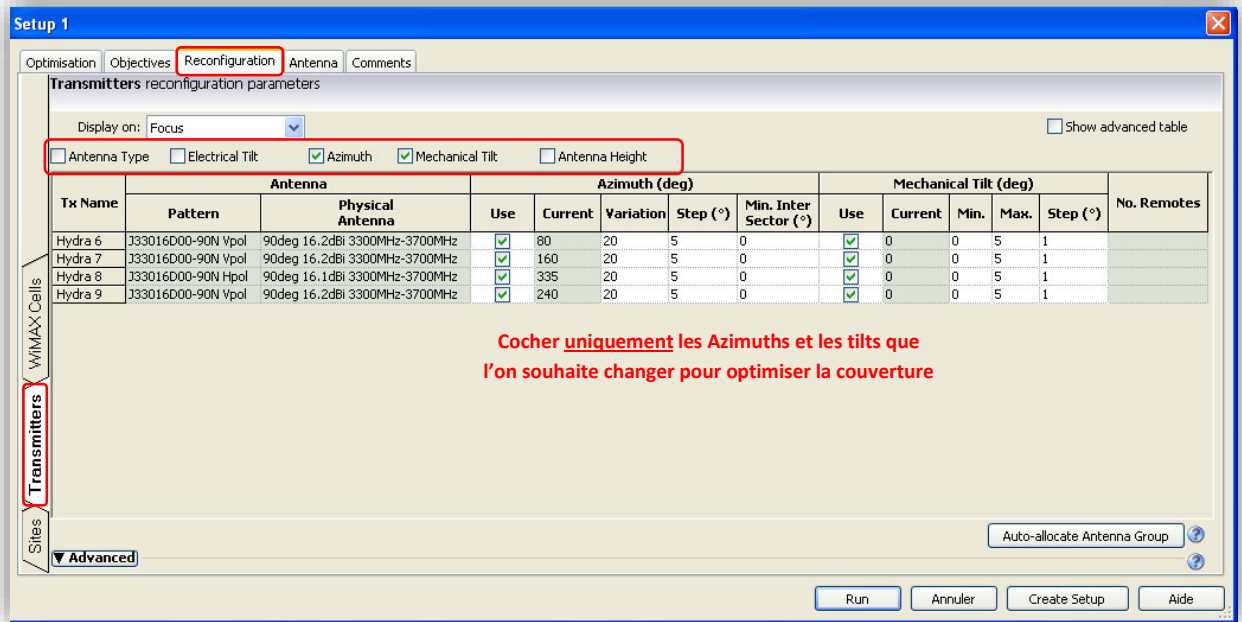 Setup 1
Optimisation Objectives Reconfiguration Antenna Comments
Transmitters reconfiguration parameters
Display on: Focus Show advanced table
Antenna Type Electrical Tilt Azimuth Mechanical Tilt Antenna Height
Tx Name Antenna Azimuth (deg) Mechanical Tilt (deg) No. Remotes
Pattern Physical Antenna Use Current Variation Step (°) Min. Inter Sector (°) Use Current Min. Max. Step (°)
Hydra 6 J33016D00-90N Vpol 90deg 16.2dBi 3300MHz-3700MHz 80 20 5 0 0 0 5 1
Hydra 7 J33016D00-90N Vpol 90deg 16.2dBi 3300MHz-3700MHz 160 20 5 0 0 0 5 1
Hydra 8 J33016D00-90N Hpol 90deg 16.1dBi 3300MHz-3700MHz 335 20 5 0 0 0 5 1
Hydra 9 J33016D00-90N Vpol 90deg 16.2dBi 3300MHz-3700MHz 240 20 5 0 0 0 5 1
Cocher uniquement les Azimuths et les tilts que
l'on souhaite changer pour optimiser la couverture
WiMAX Cells
Transmitters
Sites
Auto-allocate Antenna Group
Advanced
Run Annuler Create Setup Aide